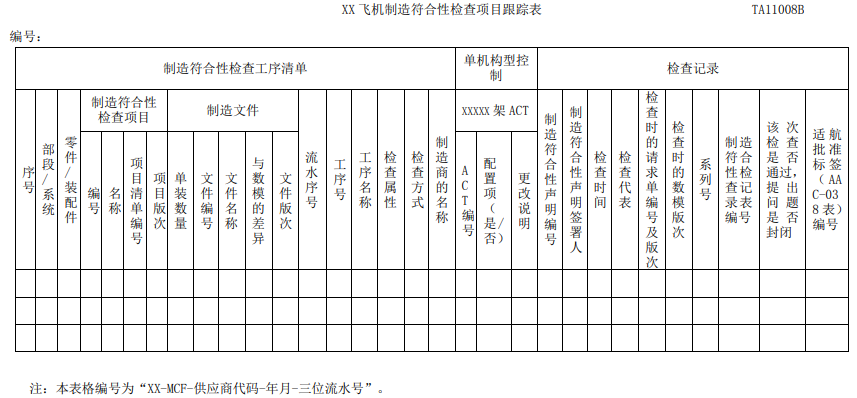 XX 飞机制造符合性检查项目跟踪表 TA11008B
编号：
制造符合性检查工序清单 单机构型控制 检查记录
制造符合性检查项目 制造文件 XXXXX 架 ACT
序号
部段/系统
零件/装配件
编号
名称
项目清单编号
项目版次
单装数量
文件编号
文件名称
与数模的差异
文件版次
流水序号
工序号
工序名称
检查属性
检查方式
制造商的名称
ACT 编号
配置项（是/否）
更改说明
制造符合性声明编号
制造符合性声明签署人
检查时间
检查代表
检查时的请求单编号及版次
检查时的数模版次
系列号
制造符合性检查记录表编号
该次检查是否通过，提出问题是否封闭
适航批准标签（AAC-038 表）编号
注：本表格编号为“XX-MCF-供应商代码-年月-三位流水号”。